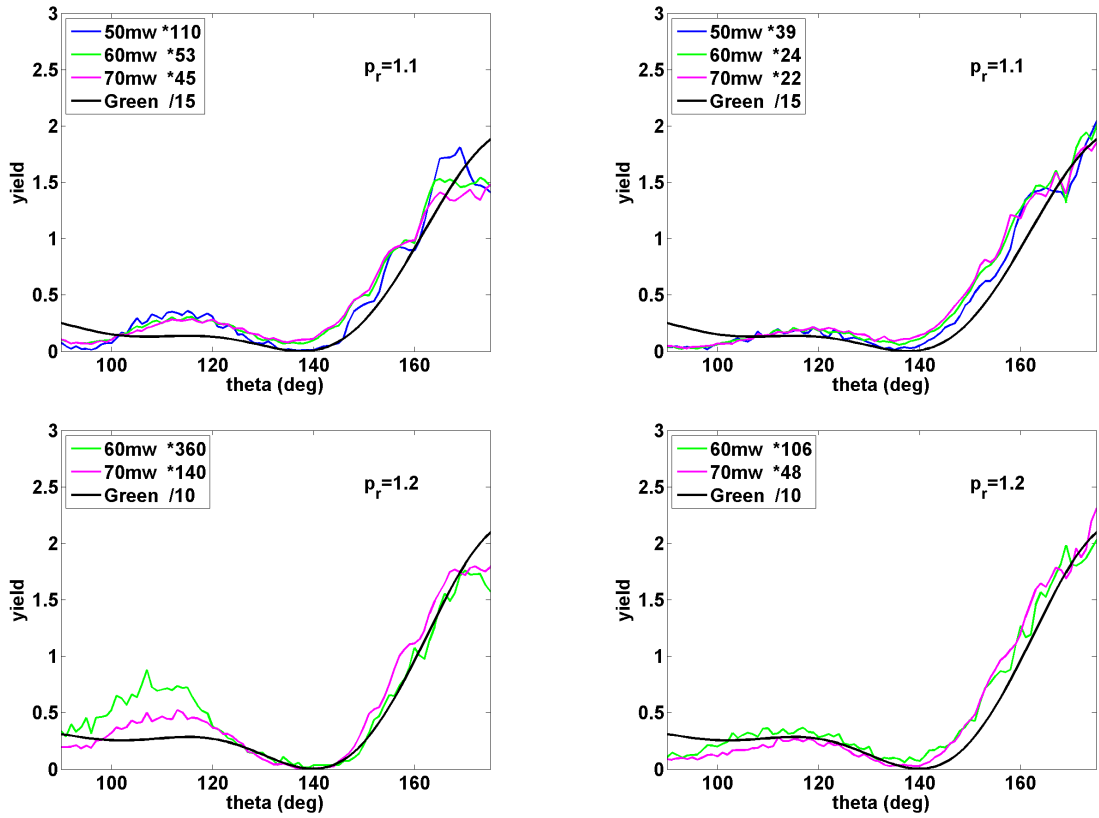 3
2.5
2
1.5
1
0.5
0
yield
50mw *110
60mw *53
70mw *45
Green /15
p_r=1.1
100 120 140 160
theta (deg)
3
2.5
2
1.5
1
0.5
0
yield
50mw *39
60mw *24
70mw *22
Green /15
p_r=1.1
100 120 140 160
theta (deg)
3
2.5
2
1.5
1
0.5
0
yield
60mw *360
70mw *140
Green /10
p_r=1.2
100 120 140 160
theta (deg)
3
2.5
2
1.5
1
0.5
0
yield
60mw *106
70mw *48
Green /10
p_r=1.2
100 120 140 160
theta (deg)